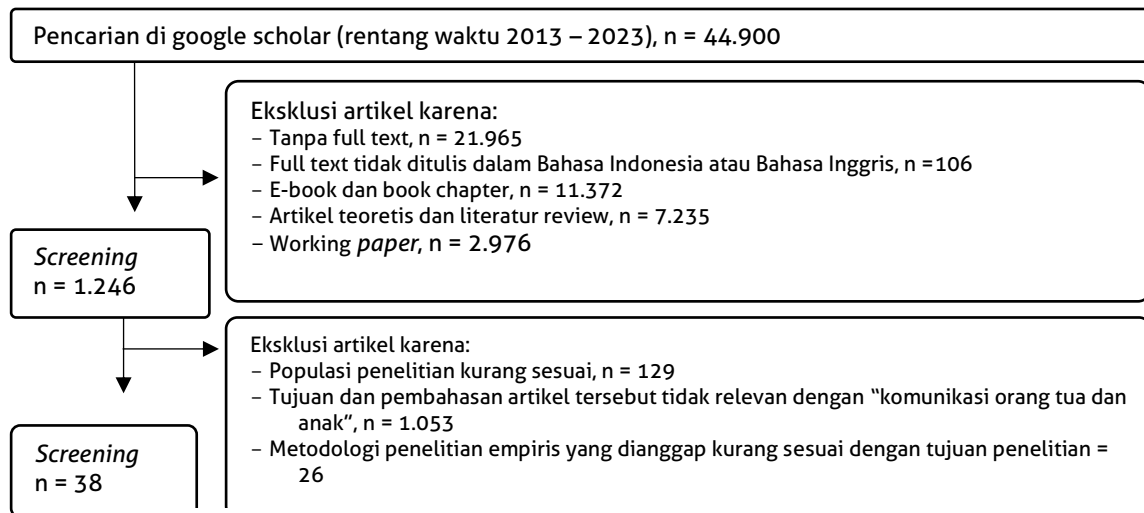 Pencarian di google scholar (rentang waktu 2013 – 2023), n = 44.900
Eksklusi artikel karena:
– Tanpa full text, n = 21.965
– Full text tidak ditulis dalam Bahasa Indonesia atau Bahasa Inggris, n =106
– E-book dan book chapter, n = 11.372
– Artikel teoretis dan literatur review, n = 7.235
– Working paper, n = 2.976
Screening
n = 1.246
Eksklusi artikel karena:
– Populasi penelitian kurang sesuai, n = 129
– Tujuan dan pembahasan artikel tersebut tidak relevan dengan “komunikasi orang tua dan
anak”, n = 1.053
– Metodologi penelitian empiris yang dianggap kurang sesuai dengan tujuan penelitian =
26
Screening
n = 38